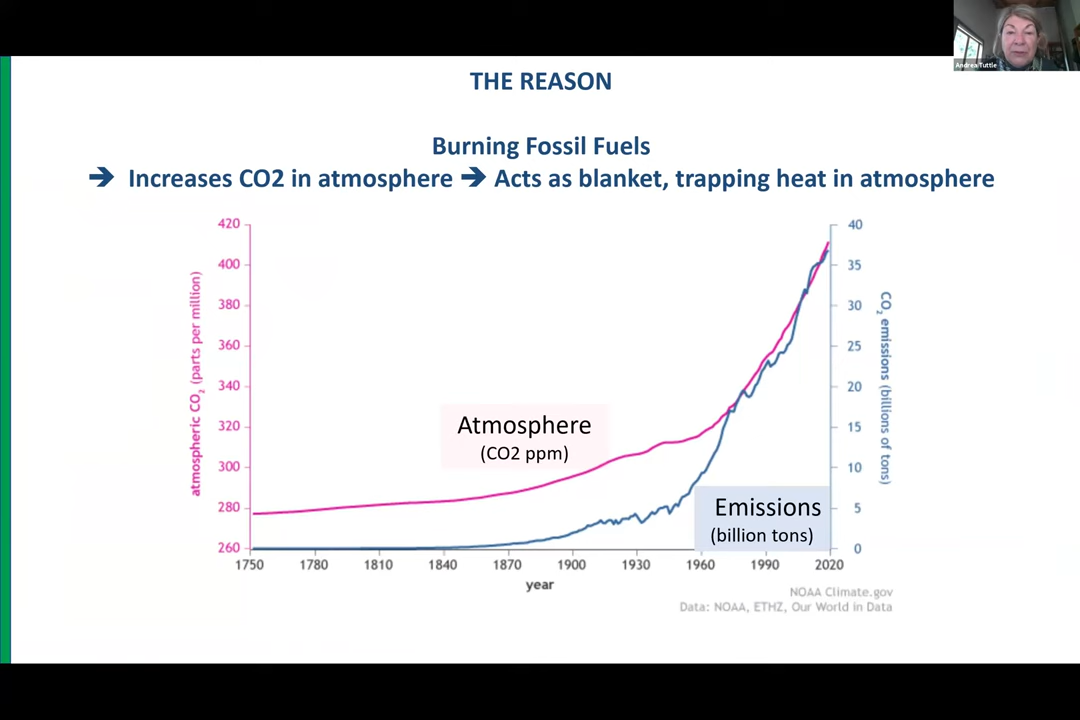 Andrea Tuttle
THE REASON
Burning Fossil Fuels
➔ Increases CO2 in atmosphere ➔ Acts as blanket, trapping heat in atmosphere
420
400
380
360
340
320
300
280
260
atmospheric CO₂ (parts per million)
Atmosphere
(CO2 ppm)
Emissions
(billion tons)
40
35
30
25
20
15
10
5
0
CO₂ emissions (billions of tons)
1750 1780 1810 1840 1870 1900 1930 1960 1990 2020
year
NOAA Climate.gov
Data: NOAA, ETHZ, Our World in Data